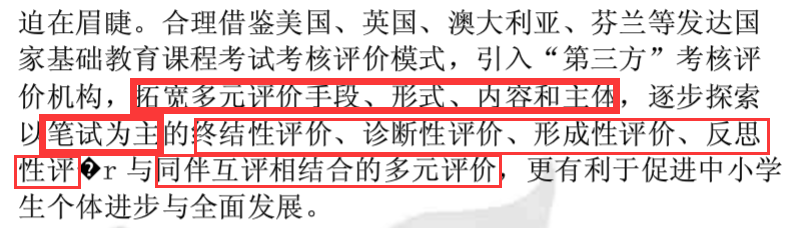 迫在眉睫。合理借鉴美国、英国、澳大利亚、芬兰等发达国
家基础教育课程考试考核评价模式，引入“第三方”考核评
价机构，拓宽多元评价手段、形式、内容和主体，逐步探索
以笔试为主的终结性评价、诊断性评价、形成性评价、反思
性评�r 与同伴互评相结合的多元评价，更有利于促进中小学
生个体进步与全面发展。